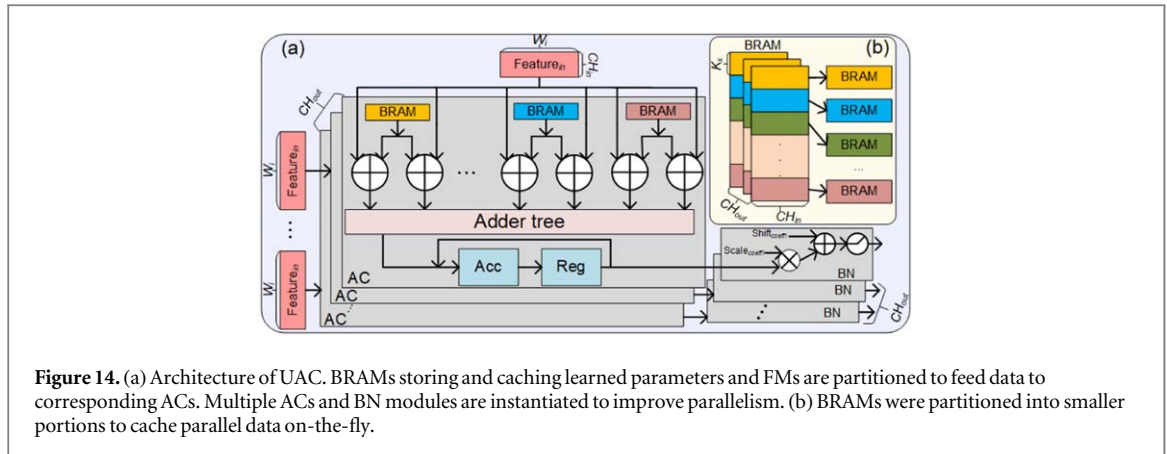 (a)
W_i
Feature_in
CH_in
CH_out
BRAM
BRAM
BRAM
W_i
Feature_in
...
Adder tree
⋮
W_i
Feature_in
Acc
Reg
AC
AC
AC
BRAM
(b)
K_x
BRAM
BRAM
BRAM
...
BRAM
CH_out
CH_in
Shift_coeffi
Scale_coeffi
BN
BN
BN
CH_out
Figure 14. (a) Architecture of UAC. BRAMs storing and caching learned parameters and FMs are partitioned to feed data to
corresponding ACs. Multiple ACs and BN modules are instantiated to improve parallelism. (b) BRAMs were partitioned into smaller
portions to cache parallel data on-the-fly.